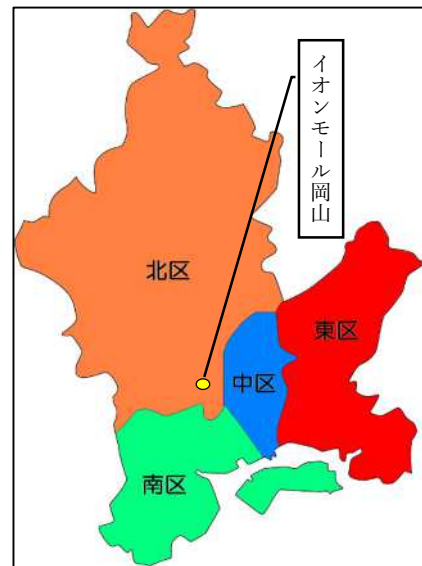 イオンモール岡山
北区
東区
中区
南区